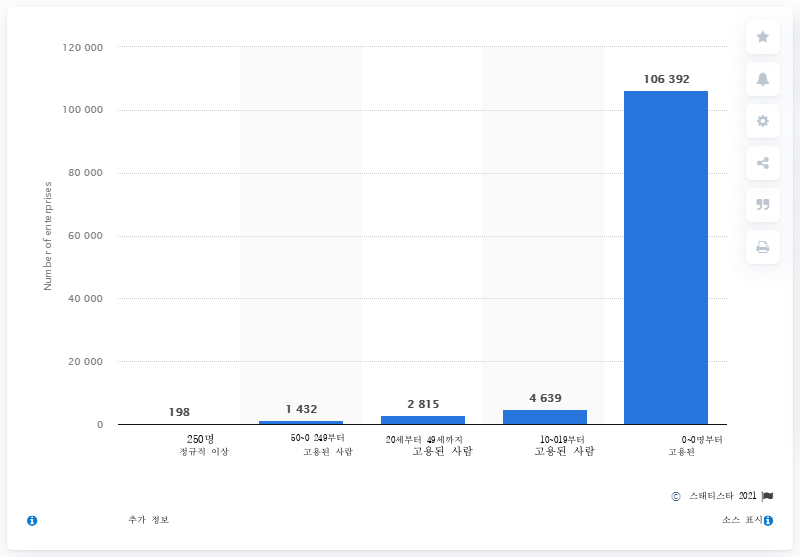 120 000
100 000
80 000
60 000
40 000
20 000
0
Number of enterprises
198
1 432
2 815
4 639
106 392
250명
정규직 이상
50~0 249부터
고용된 사람
20세부터 49세까지
고용된 사람
10~019부터
고용된 사람
0~0명부터
고용된
© 스태티스타 2021
추가 정보
소스 표시